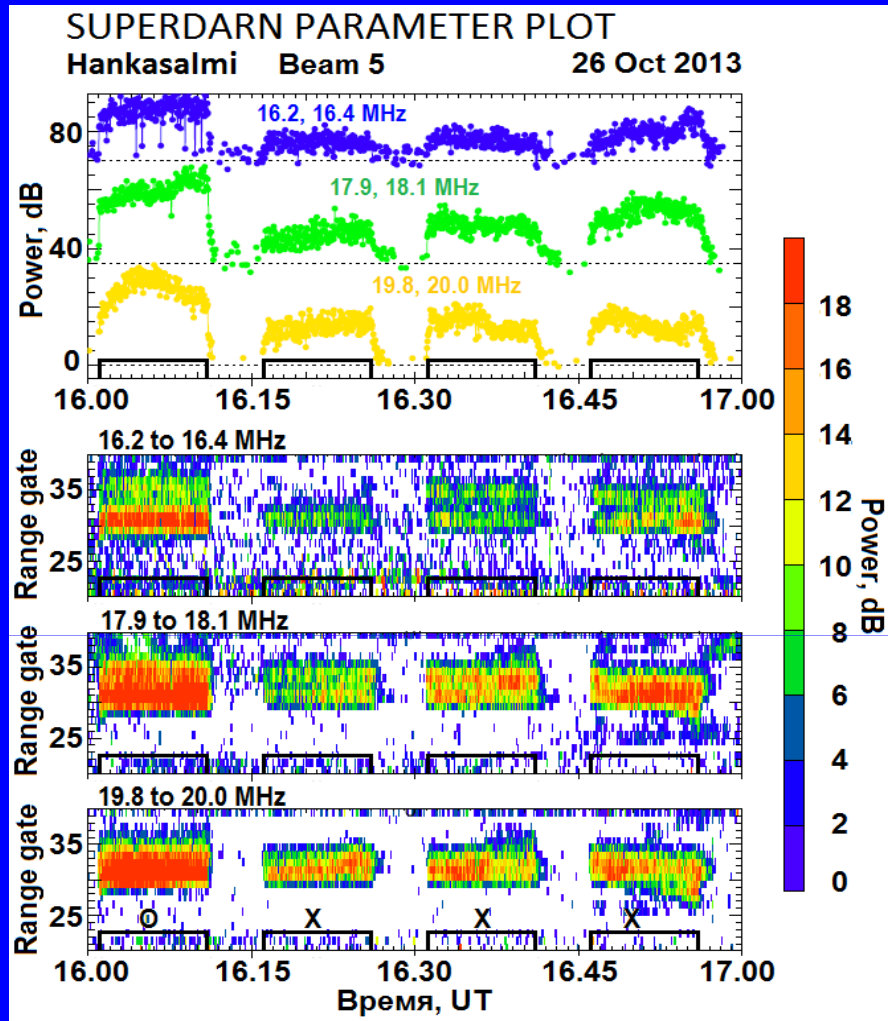 SUPERDARN PARAMETER PLOT
Hankasalmi Beam 5 26 Oct 2013
16.2, 16.4 MHz
17.9, 18.1 MHz
19.8, 20.0 MHz
Power, dB
80
40
0
16.00 16.15 16.30 16.45 17.00
16.2 to 16.4 MHz
Range gate
35
25
17.9 to 18.1 MHz
Range gate
35
25
19.8 to 20.0 MHz
Range gate
35
25
O X X X
16.00 16.15 16.30 16.45 17.00
Время, UT
18
16
14
12
10
8
6
4
2
0
Power, dB